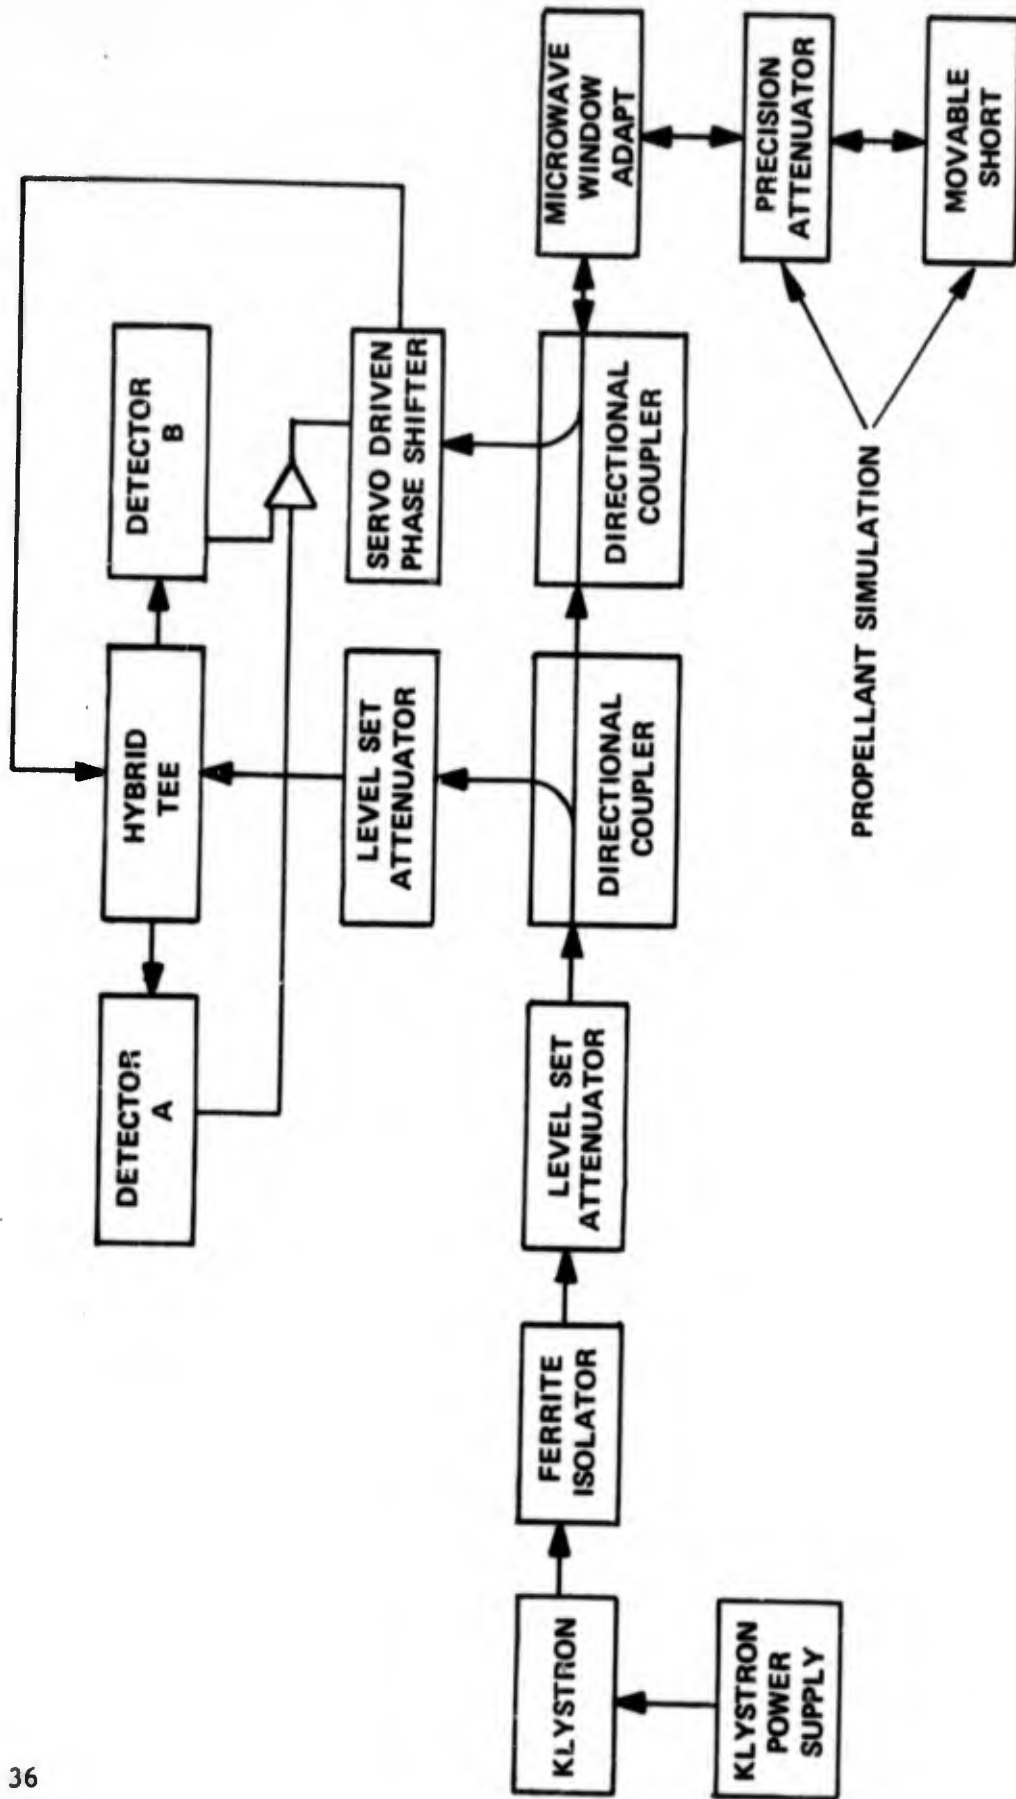 36
DETECTOR
A
HYBRID
TEE
DETECTOR
B
LEVEL SET
ATTENUATOR
SERVO DRIVEN
PHASE SHIFTER
KLYSTRON
FERRITE
ISOLATOR
LEVEL SET
ATTENUATOR
DIRECTIONAL
COUPLER
DIRECTIONAL
COUPLER
MICROWAVE
WINDOW
ADAPT
KLYSTRON
POWER
SUPPLY
PRECISION
ATTENUATOR
PROPELLANT SIMULATION
MOVABLE
SHORT